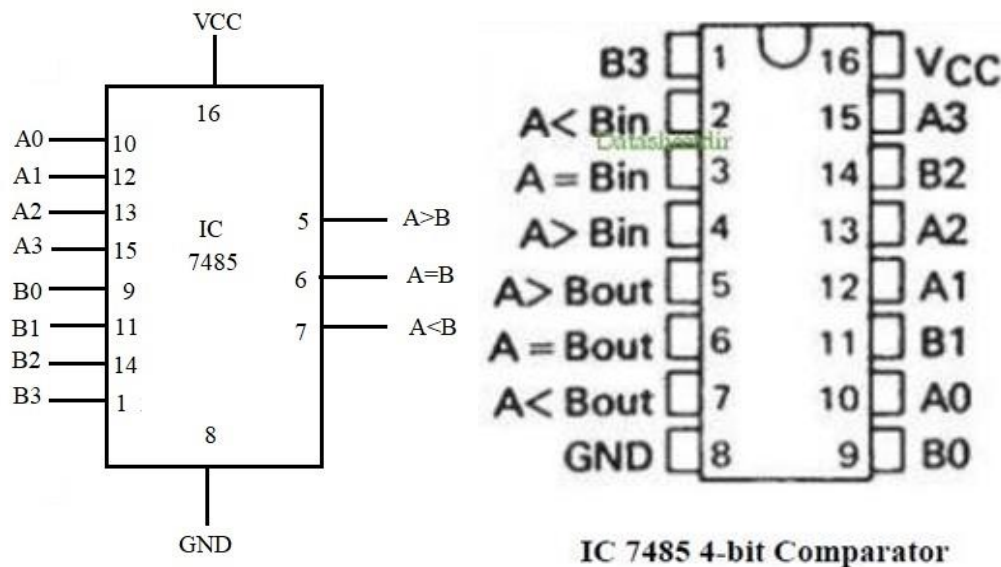 VCC
16
A0 10
A1 12
A2 13
A3 15
B0 9
B1 11
B2 14
B3 1
IC
7485
5 A>B
6 A=B
7 A<B
8
GND
B3 1 16 VCC
A< Bin 2 15 A3
Datasheetdir
A = Bin 3 14 B2
A> Bin 4 13 A2
A> Bout 5 12 A1
A = Bout 6 11 B1
A< Bout 7 10 A0
GND 8 9 B0
IC 7485 4-bit Comparator